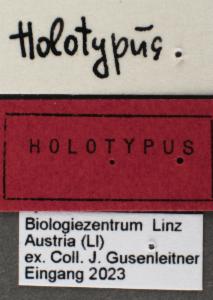 Holotypus.
HOLOTYPUS
Biologiezentrum Linz
Austria (LI)
ex. Coll. J. Gusenleitner
Eingang 2023